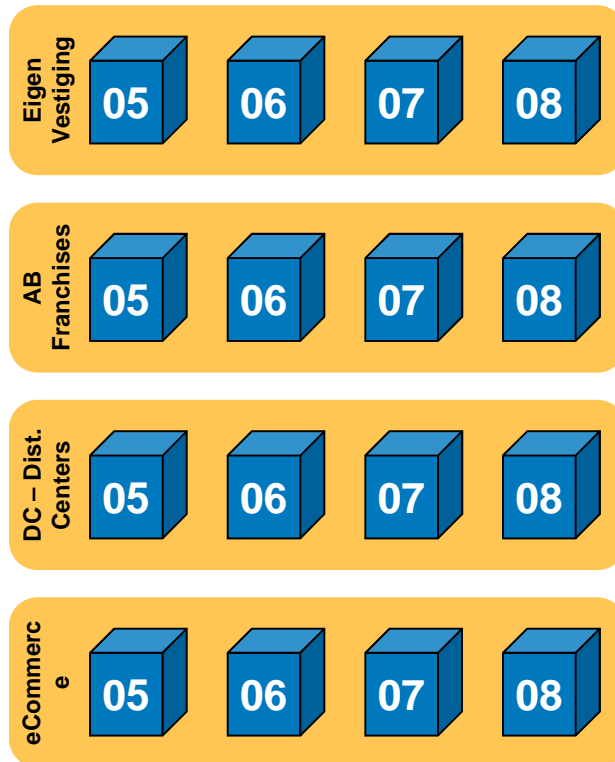 Eigen
Vestiging
05 06 07 08
AB
Franchises
05 06 07 08
DC – Dist.
Centers
05 06 07 08
eCommerc
e
05 06 07 08